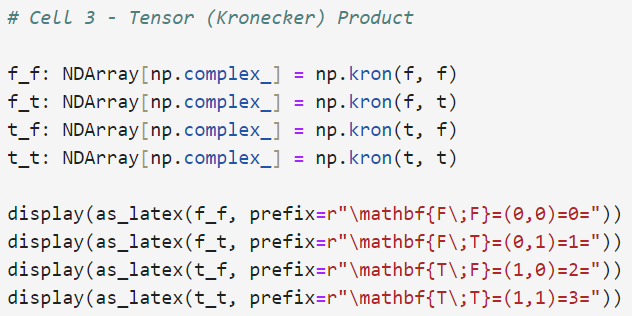 # Cell 3 - Tensor (Kronecker) Product
f_f: NDArray[np.complex_] = np.kron(f, f)
f_t: NDArray[np.complex_] = np.kron(f, t)
t_f: NDArray[np.complex_] = np.kron(t, f)
t_t: NDArray[np.complex_] = np.kron(t, t)
display(as_latex(f_f, prefix=r"\mathbf{F\;F}=(0,0)=0="))
display(as_latex(f_t, prefix=r"\mathbf{F\;T}=(0,1)=1="))
display(as_latex(t_f, prefix=r"\mathbf{T\;F}=(1,0)=2="))
display(as_latex(t_t, prefix=r"\mathbf{T\;T}=(1,1)=3="))